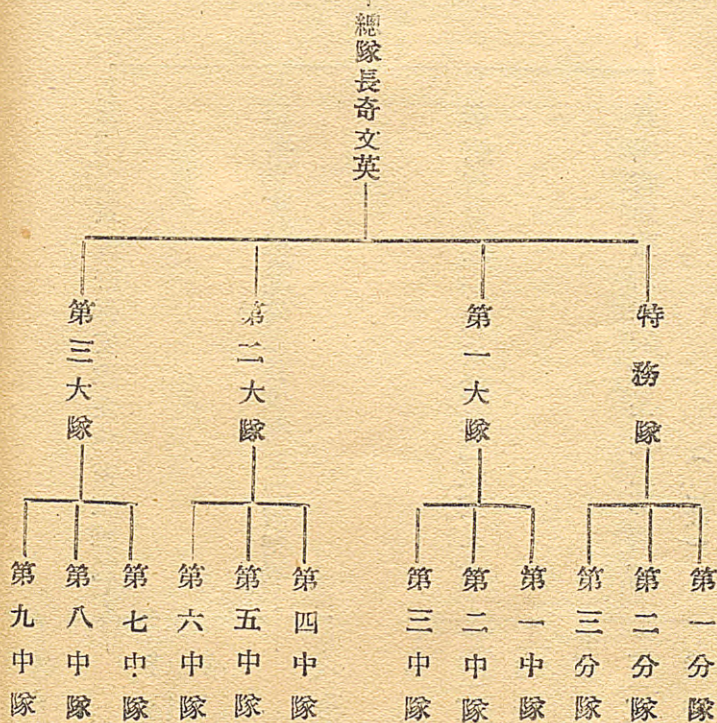 總隊長奇文英
特務隊
第一大隊
第二大隊
第三大隊
第一分隊
第二分隊
第三分隊
第一中隊
第二中隊
第三中隊
第四中隊
第五中隊
第六中隊
第七中隊
第八中隊
第九中隊